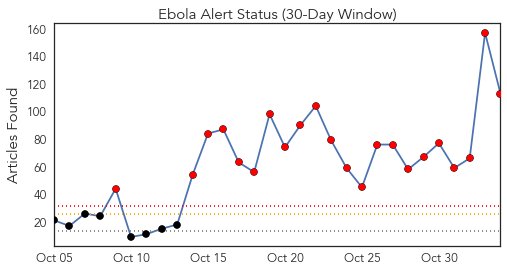 Ebola Alert Status (30-Day Window)
Articles Found
160
140
120
100
80
60
40
20
Oct 05
Oct 10
Oct 15
Oct 20
Oct 25
Oct 30